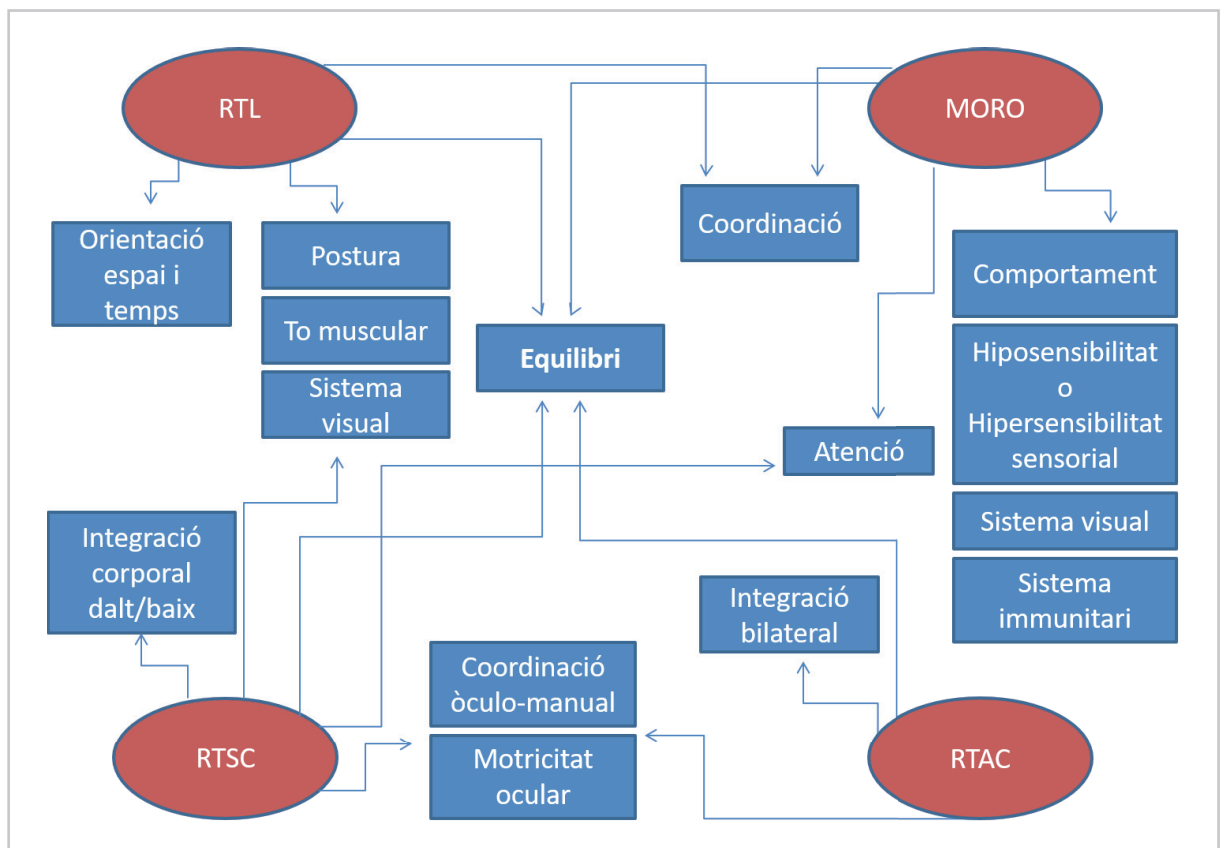 RTL
MORO
Orientació
espai i
temps
Postura
To muscular
Sistema
visual
Coordinació
Equilibri
Comportament
Hiposensibilitat
o
Hipersensibilitat
sensorial
Atenció
Sistema visual
Sistema
immunitari
Integració
corporal
dalt/baix
Integració
bilateral
Coordinació
òculo-manual
Motricitat
ocular
RTSC
RTAC